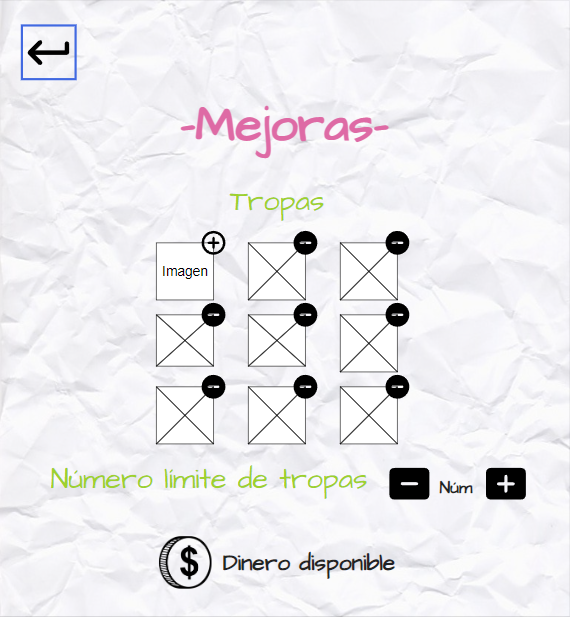 -Mejoras-
Tropas
Imagen
Número límite de tropas
Núm
$ Dinero disponible